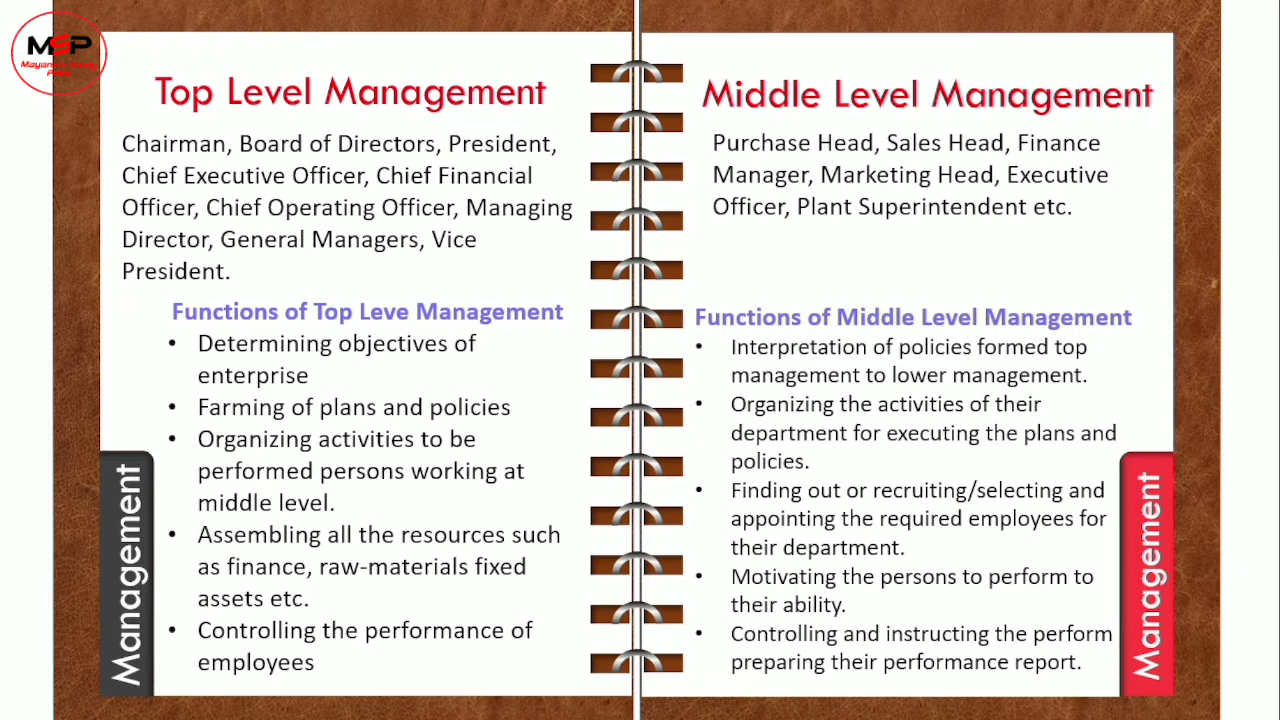 MSP
Top Level Management
Chairman, Board of Directors, President,
Chief Executive Officer, Chief Financial
Officer, Chief Operating Officer, Managing
Director, General Managers, Vice
President.
Functions of Top Leve Management
• Determining objectives of
enterprise
• Farming of plans and policies
• Organizing activities to be
performed persons working at
middle level.
• Assembling all the resources such
as finance, raw-materials fixed
assets etc.
• Controlling the performance of
employees
Management
Middle Level Management
Purchase Head, Sales Head, Finance
Manager, Marketing Head, Executive
Officer, Plant Superintendent etc.
Functions of Middle Level Management
• Interpretation of policies formed top
management to lower management.
• Organizing the activities of their
department for executing the plans and
policies.
• Finding out or recruiting/selecting and
appointing the required employees for
their department.
• Motivating the persons to perform to
their ability.
• Controlling and instructing the perform
preparing their performance report.
Management